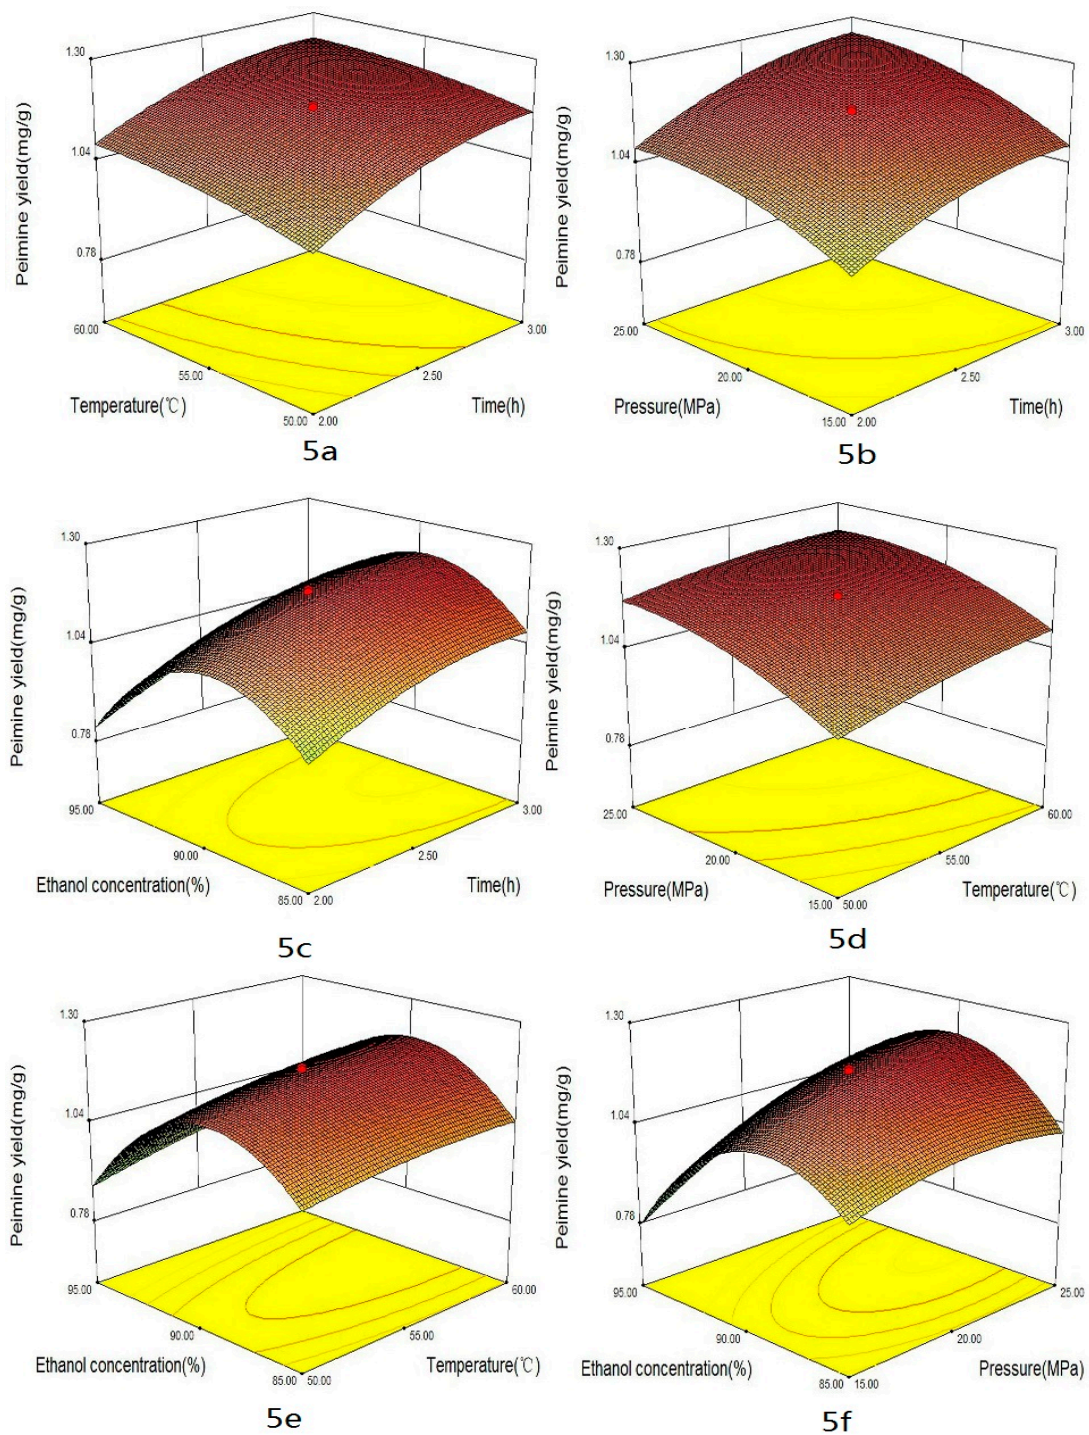 1.30
1.04
0.78
Peimine yield(mg/g)
60.00
55.00
50.00
2.00
2.50
3.00
Temperature(℃)
Time(h)
5a
1.30
1.04
0.78
Peimine yield(mg/g)
25.00
20.00
15.00
2.00
2.50
3.00
Pressure(MPa)
Time(h)
5b
1.30
1.04
0.78
Peimine yield(mg/g)
95.00
90.00
85.00
2.00
2.50
3.00
Ethanol concentration(%)
Time(h)
5c
1.30
1.04
0.78
Peimine yield(mg/g)
25.00
20.00
15.00
50.00
55.00
60.00
Pressure(MPa)
Temperature(℃)
5d
1.30
1.04
0.78
Peimine yield(mg/g)
95.00
90.00
85.00
50.00
55.00
60.00
Ethanol concentration(%)
Temperature(℃)
5e
1.30
1.04
0.78
Peimine yield(mg/g)
95.00
90.00
85.00
15.00
20.00
25.00
Ethanol concentration(%)
Pressure(MPa)
5f